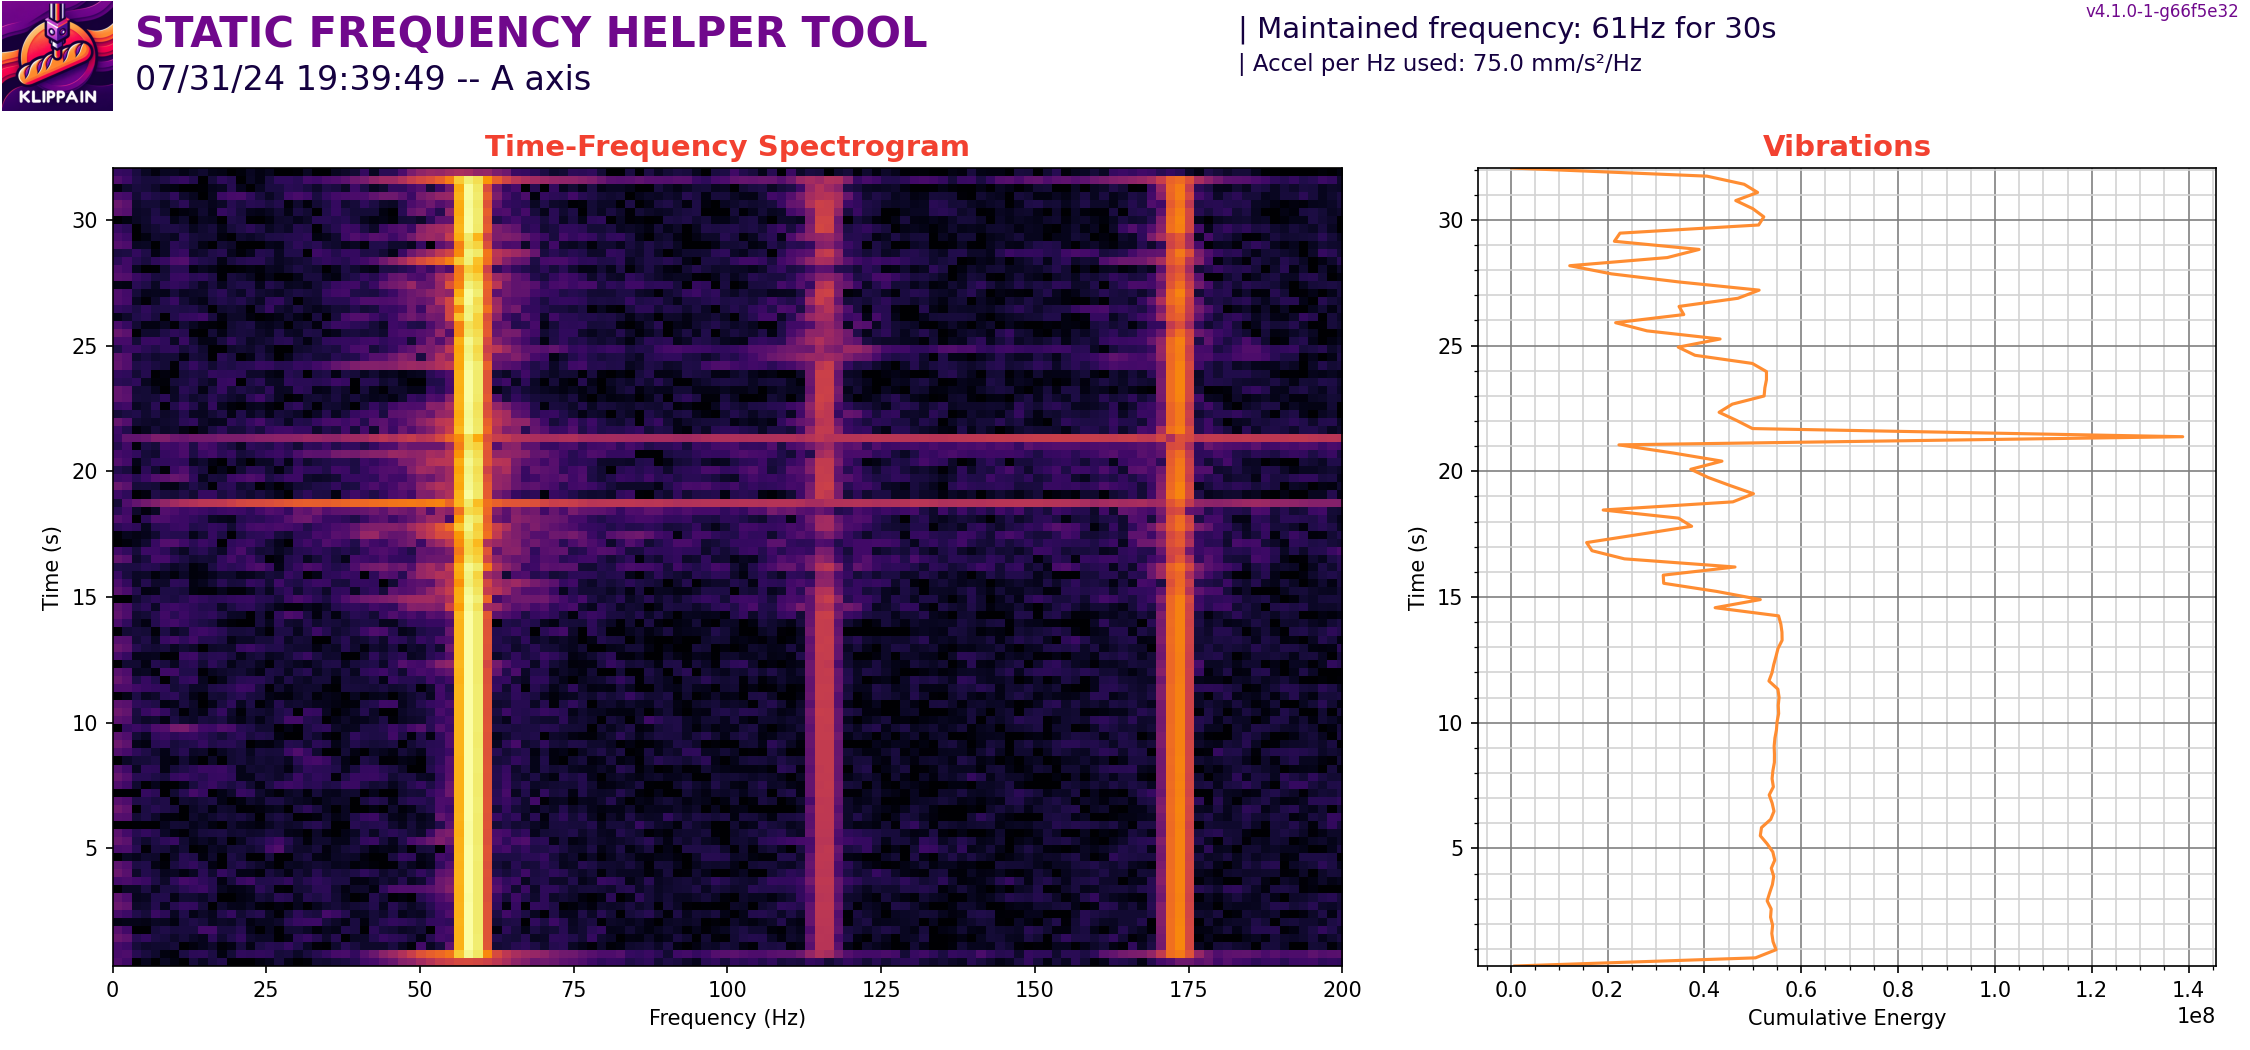 KLIPPAIN
STATIC FREQUENCY HELPER TOOL
07/31/24 19:39:49 -- A axis
| Maintained frequency: 61Hz for 30s
| Accel per Hz used: 75.0 mm/s²/Hz
v4.1.0-1-g66f5e32
Time-Frequency Spectrogram
Time (s)
30
25
20
15
10
5
0 25 50 75 100 125 150 175 200
Frequency (Hz)
Vibrations
Time (s)
30
25
20
15
10
5
0.0 0.2 0.4 0.6 0.8 1.0 1.2 1.4
1e8
Cumulative Energy